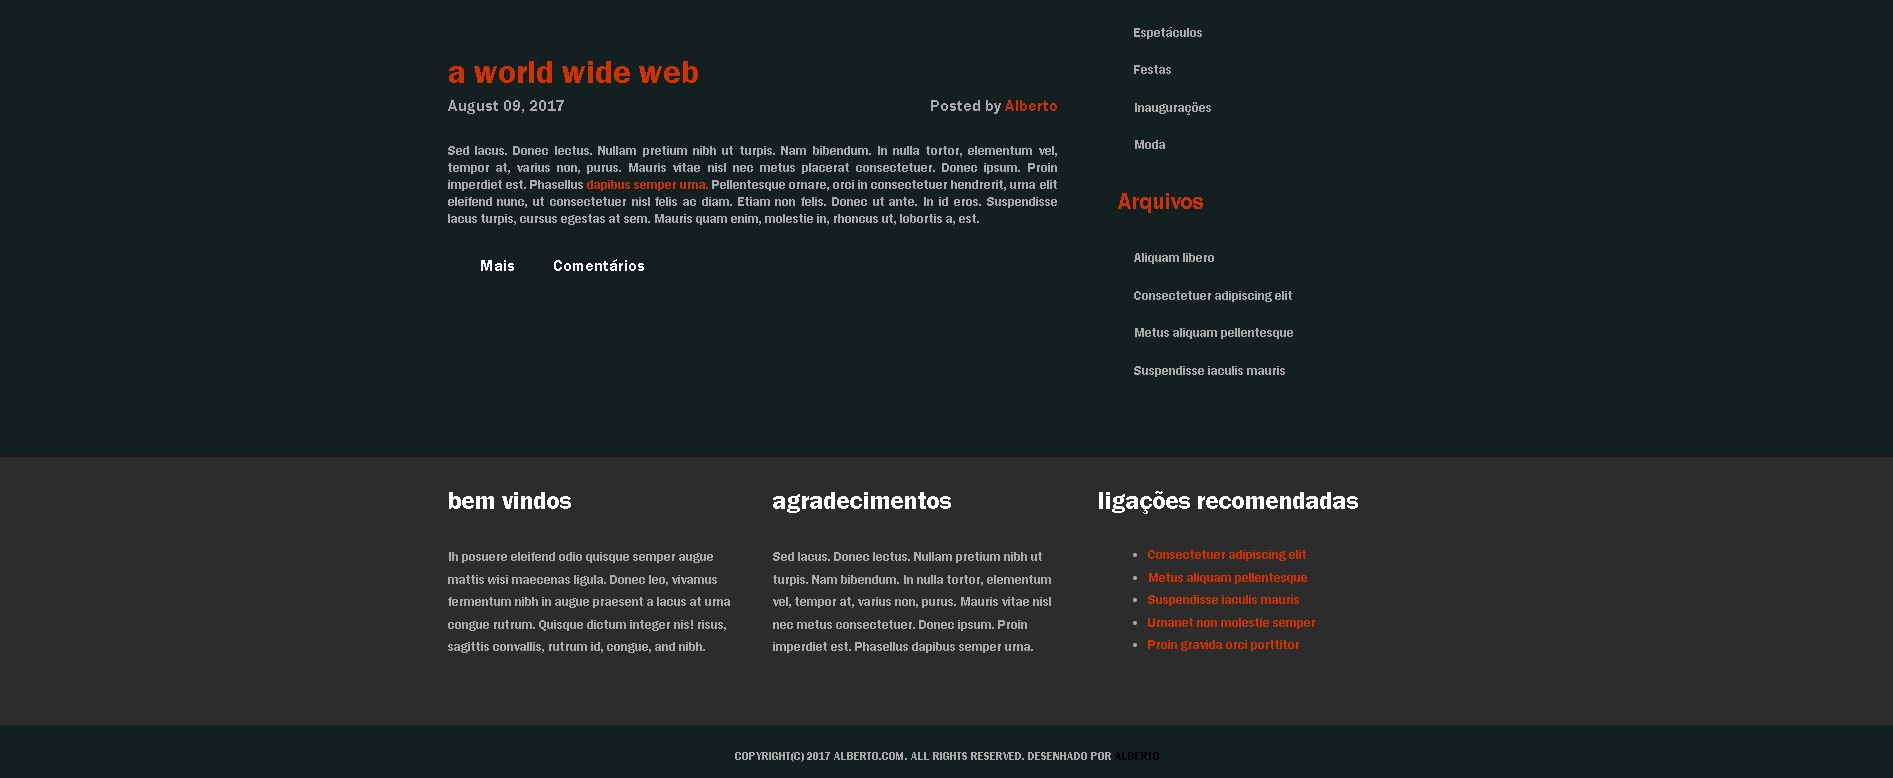 a world wide web
August 09, 2017
Posted by Alberto
Sed lacus. Donec lectus. Nullam pretium nibh ut turpis. Nam bibendum. In nulla tortor, elementum vel,
tempor at, varius non, purus. Mauris vitae nisl nec metus placerat consectetuer. Donec ipsum. Proin
imperdiet est. Phasellus dapibus semper urna. Pellentesque ornare, orci in consectetuer hendrerit, urna elit
eleifend nunc, ut consectetuer nisl felis ac diam. Etiam non felis. Donec ut ante. In id eros. Suspendisse
lacus turpis, cursus egestas at sem. Mauris quam enim, molestie in, rhoncus ut, lobortis a, est.
Mais
Comentários
Espetáculos
Festas
Inaugurações
Moda
Arquivos
Aliquam libero
Consectetuer adipiscing elit
Metus aliquam pellentesque
Suspendisse iaculis mauris
bem vindos
Ih posuere eleifend odio quisque semper augue
mattis wisi maecenas ligula. Donec leo, vivamus
fermentum nibh in augue praesent a lacus at urna
congue rutrum. Quisque dictum integer nis! risus,
sagittis convallis, rutrum id, congue, and nibh.
agradecimentos
Sed lacus. Donec lectus. Nullam pretium nibh ut
turpis. Nam bibendum. In nulla tortor, elementum
vel, tempor at, varius non, purus. Mauris vitae nisl
nec metus consectetuer. Donec ipsum. Proin
imperdiet est. Phasellus dapibus semper urna.
ligações recomendadas
• Consectetuer adipiscing elit
• Metus aliquam pellentesque
• Suspendisse iaculis mauris
• Urnanet non molestie semper
• Proin gravida orci porttitor
COPYRIGHT(C) 2017 ALBERTO.COM. ALL RIGHTS RESERVED. DESENHADO POR ALBERTO